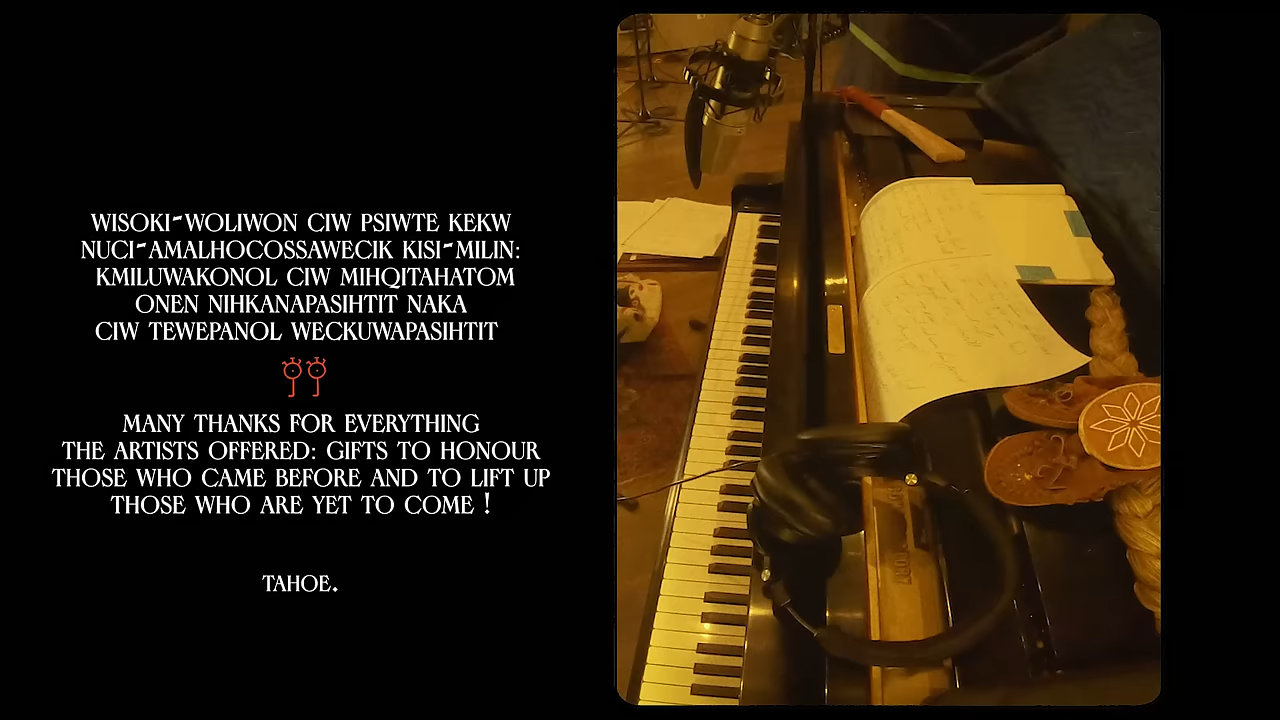 WISOKI-WOLIWON CIW PSIWTE KEKW
NUCI-AMALHOCOSSAWECIK KISI-MILIN:
KMILUWAKONOL CIW MIHQITAHATOM
ONEN NIHKANAPASIHTIT NAKA
CIW TEWEPANOL WECKUWAPASIHTIT
MANY THANKS FOR EVERYTHING
THE ARTISTS OFFERED: GIFTS TO HONOUR
THOSE WHO CAME BEFORE AND TO LIFT UP
THOSE WHO ARE YET TO COME !
TAHOE.